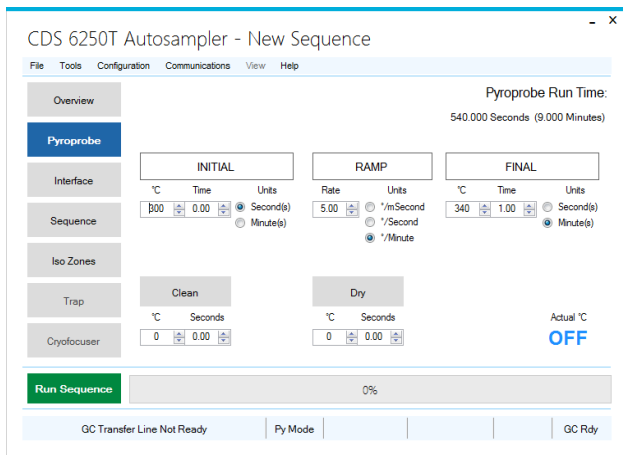 CDS 6250T Autosampler - New Sequence
File Tools Configuration Communications View Help
Overview
Pyroprobe
Interface
Sequence
Iso Zones
Trap
Cryofocuser
Pyroprobe Run Time:
540.000 Seconds (9.000 Minutes)
INITIAL
°C Time Units
300 0.00 Second(s)
Minute(s)
RAMP
Rate Units
5.00 °/mSecond
°/Second
°/Minute
FINAL
°C Time Units
340 1.00 Second(s)
Minute(s)
Clean
°C Seconds
0 0.00
Dry
°C Seconds
0 0.00
Actual °C
OFF
Run Sequence 0%
GC Transfer Line Not Ready Py Mode GC Rdy